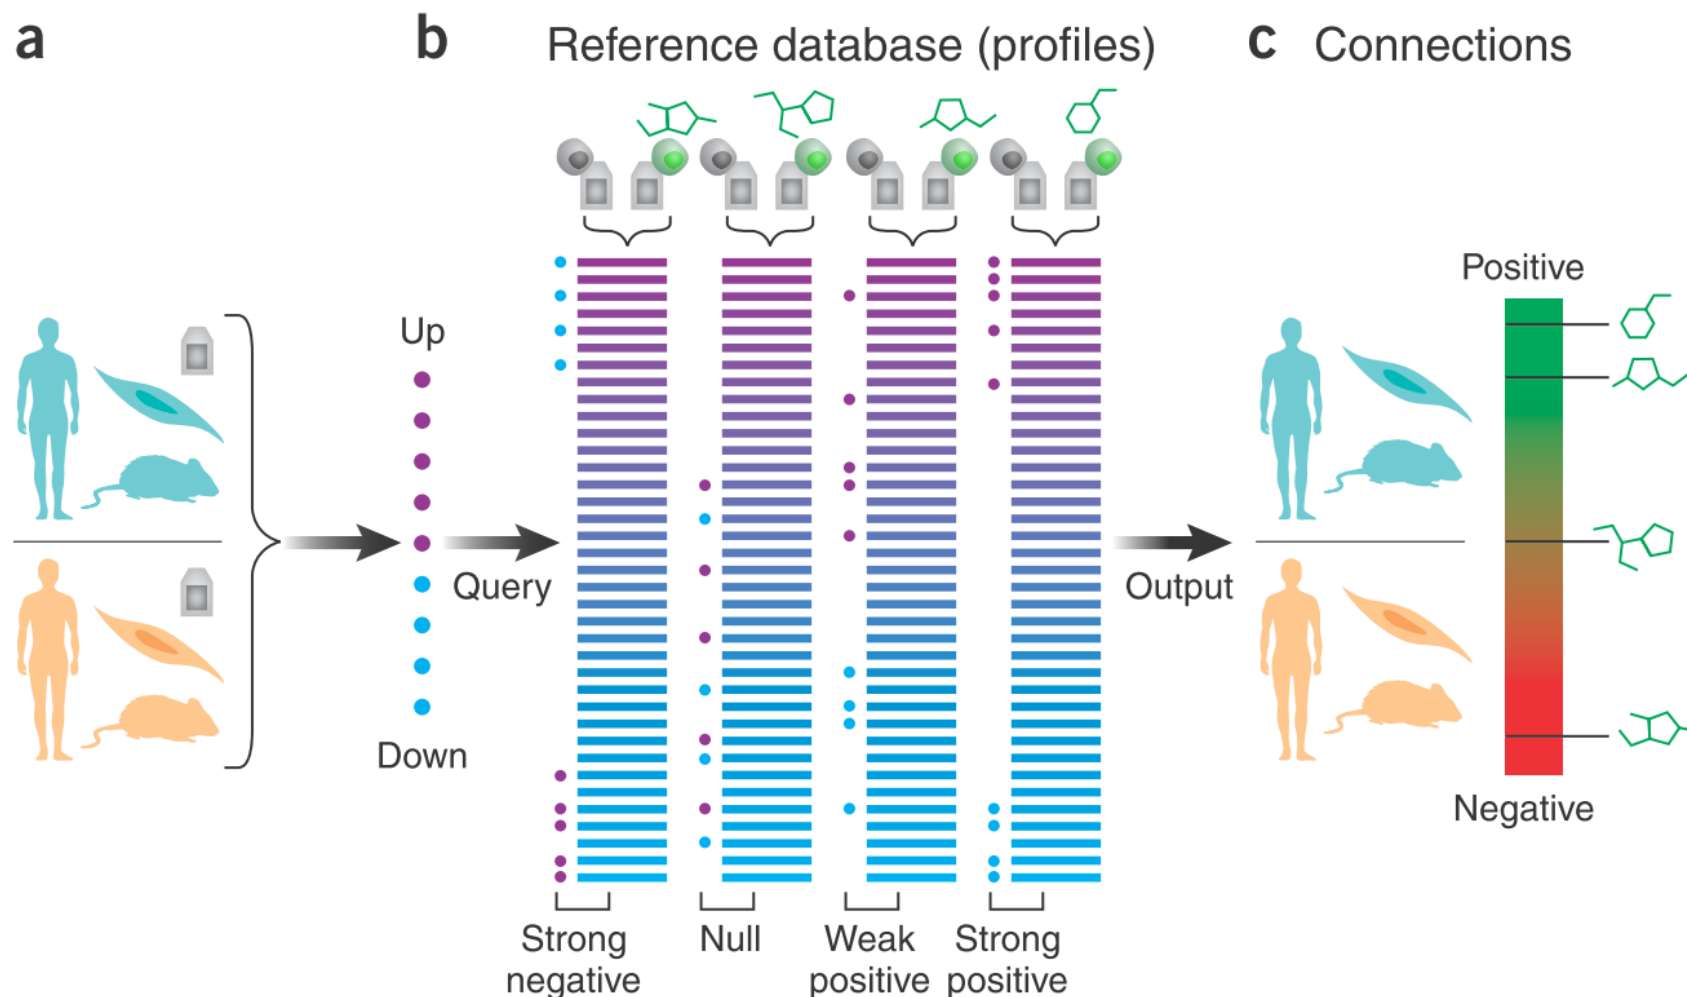 a
b Reference database (profiles)
c Connections
Up
Down
Query
Strong
negative
Null
Weak
positive
Strong
positive
Output
Positive
Negative